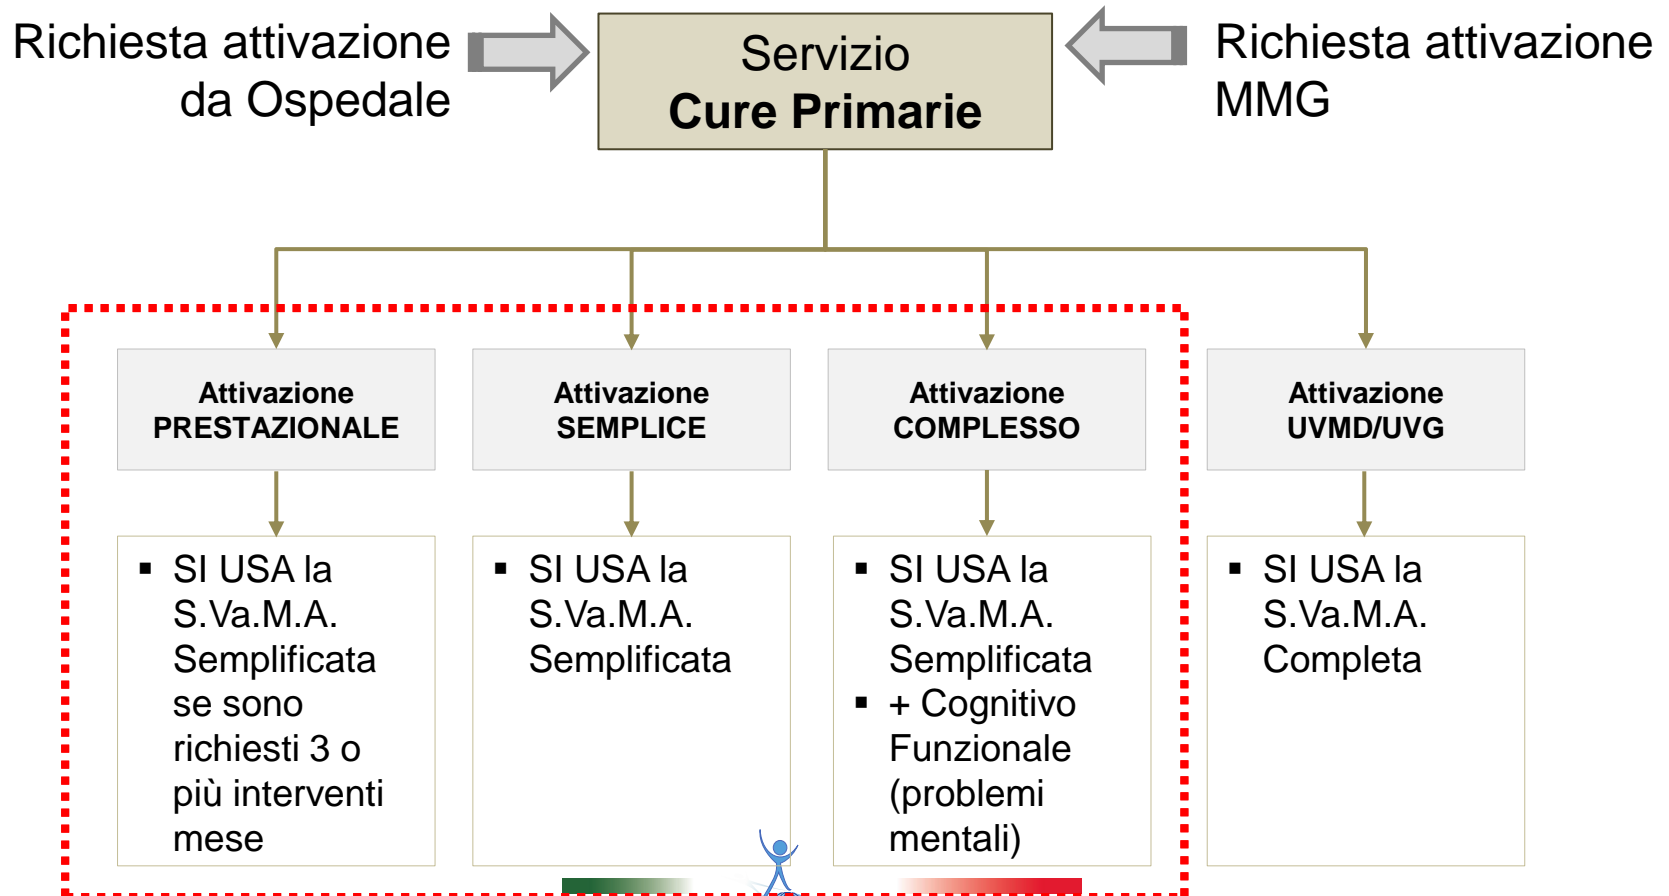 Richiesta attivazione
da Ospedale
Servizio
Cure Primarie
Richiesta attivazione
MMG
Attivazione
PRESTAZIONALE
Attivazione
SEMPLICE
Attivazione
COMPLESSO
Attivazione
UVMD/UVG
▪ SI USA la
S.Va.M.A.
Semplificata
se sono
richiesti 3 o
più interventi
mese
▪ SI USA la
S.Va.M.A.
Semplificata
▪ SI USA la
S.Va.M.A.
Semplificata
▪ + Cognitivo
Funzionale
(problemi
mentali)
▪ SI USA la
S.Va.M.A.
Completa